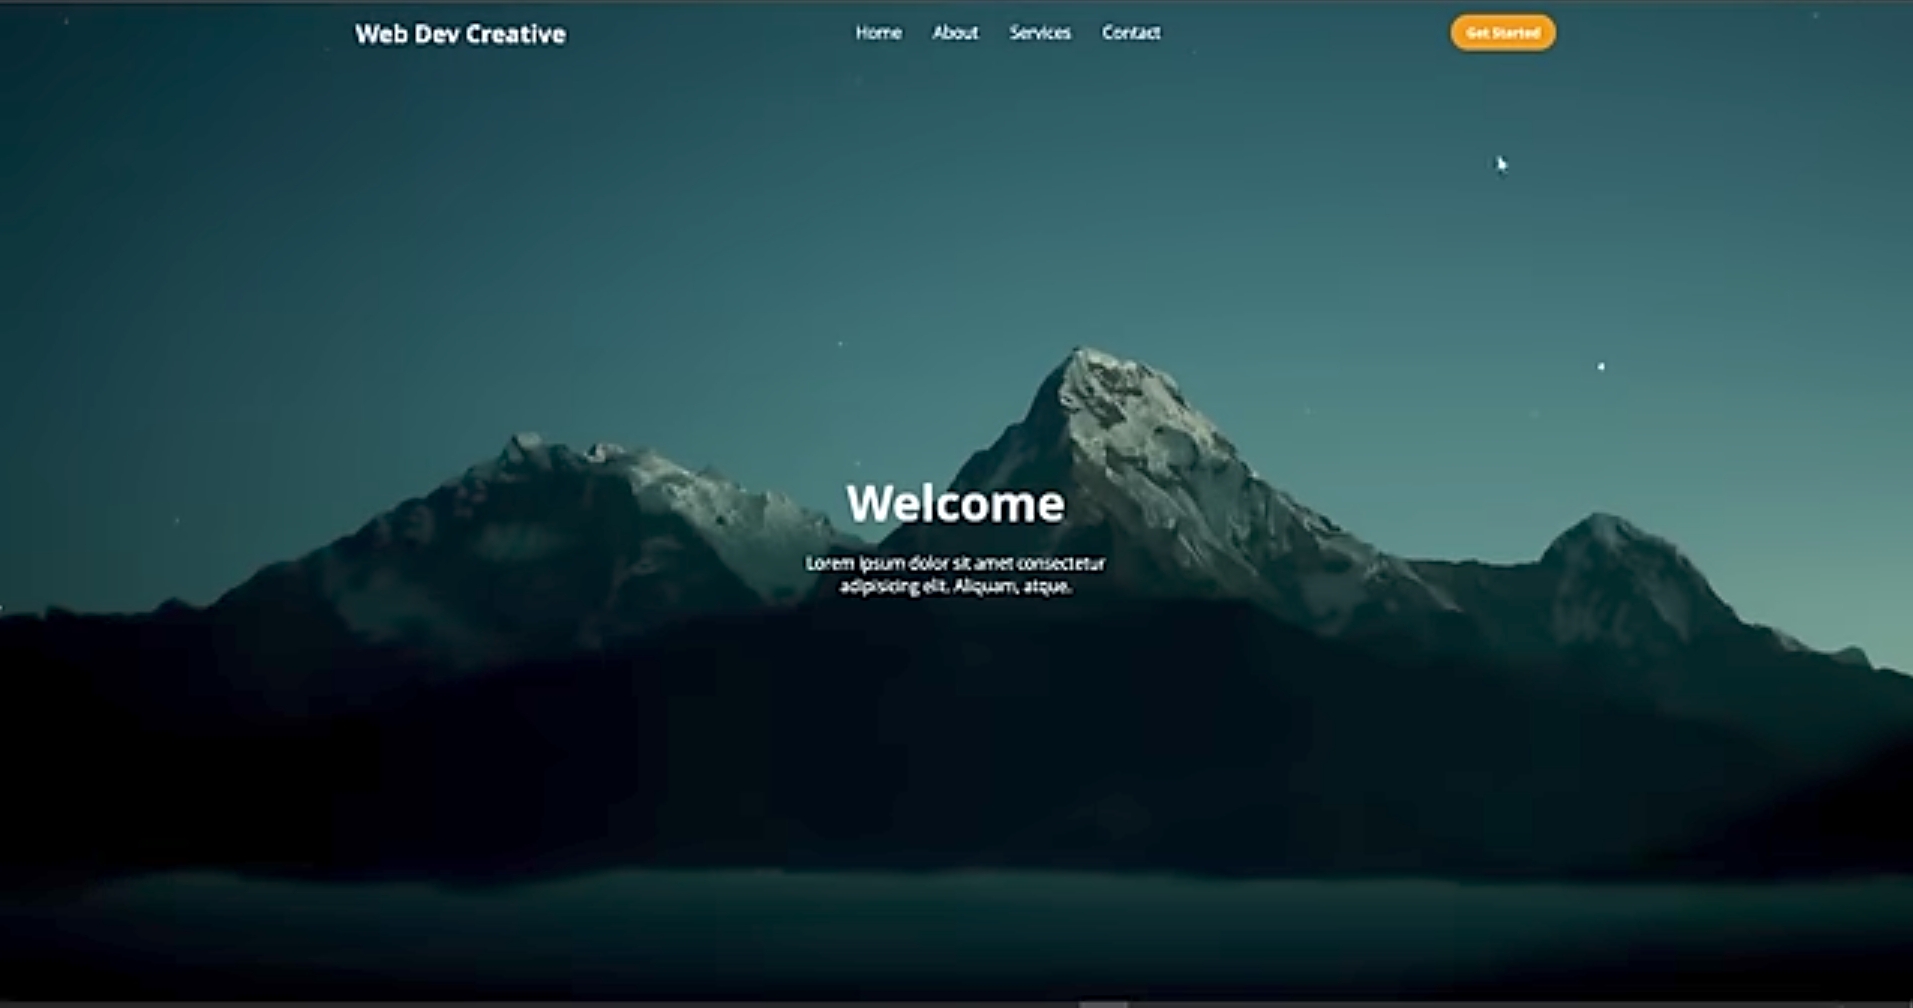 Web Dev Creative
Home About Services Contact
Get Started
Welcome
Lorem ipsum dolor sit amet consectetur
adipisicing elit. Aliquam, atque.